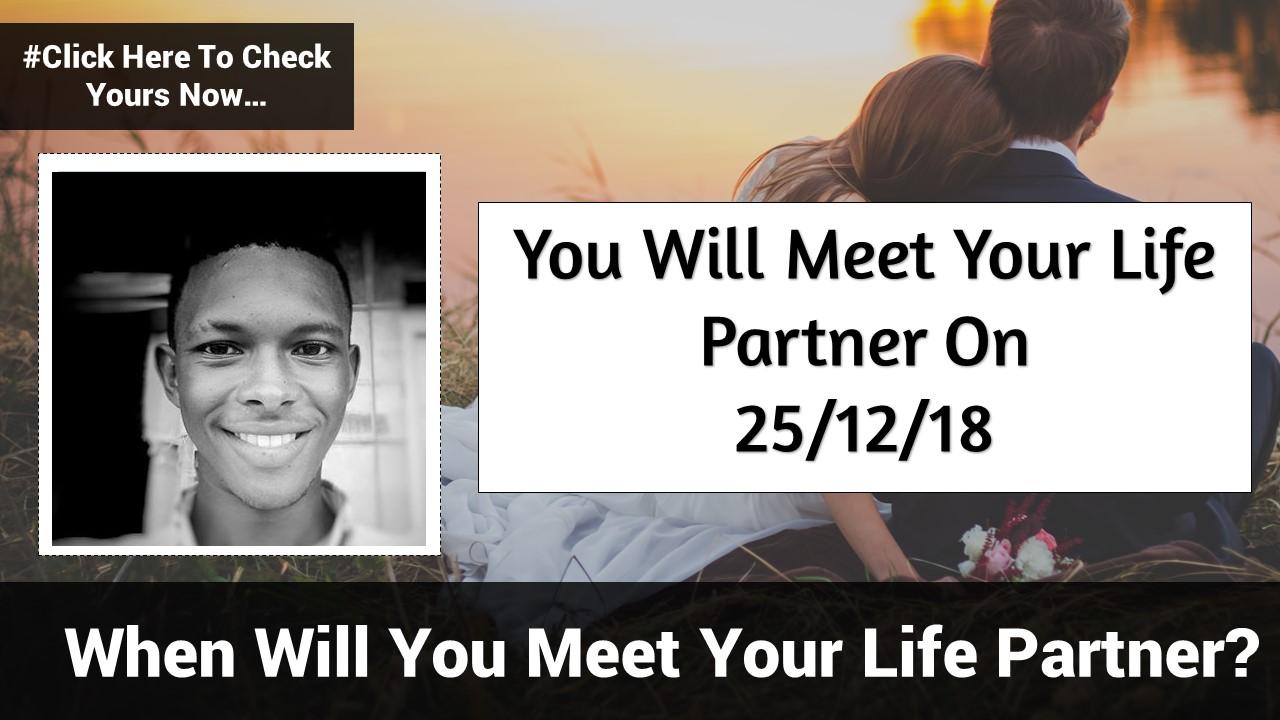 #Click Here To Check
Yours Now...
You Will Meet Your Life
Partner On
25/12/18
When Will You Meet Your Life Partner?